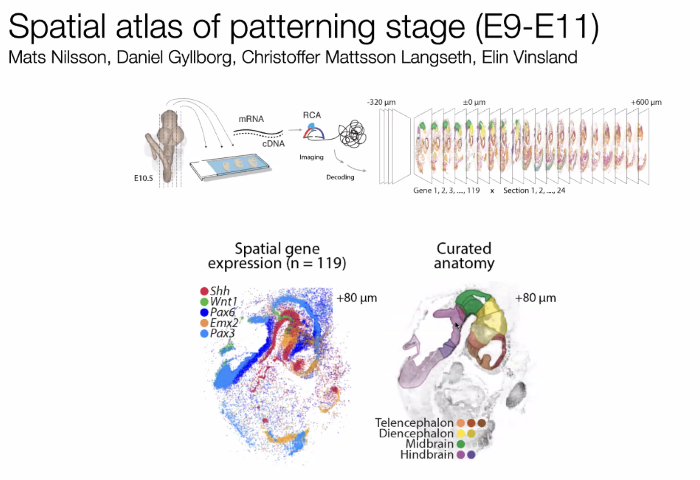 Spatial atlas of patterning stage (E9-E11)
Mats Nilsson, Daniel Gyllborg, Christoffer Mattsson Langseth, Elin Vinsland
-320 µm
±0 µm
+600 µm
mRNA
cDNA
RCA
Imaging
Decoding
E10.5
Gene 1, 2, 3, ..., 119 x Section 1, 2, ..., 24
Spatial gene
expression (n = 119)
Shh
Wnt1
Pax6
Emx2
Pax3
+80 µm
Curated
anatomy
+80 µm
Telencephalon
Diencephalon
Midbrain
Hindbrain